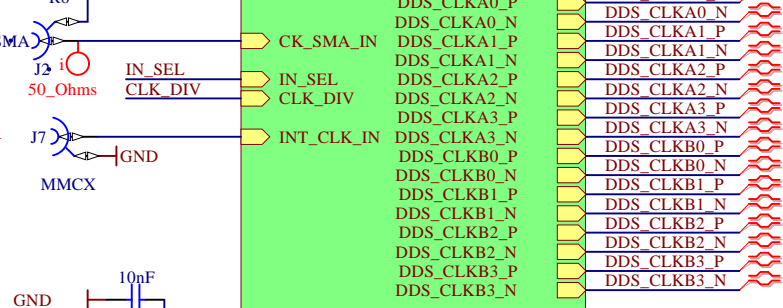 DDS_CLKA0_P
DDS_CLKA0_N DDS_CLKA0_N
SMA CK_SMA_IN DDS_CLKA1_P DDS_CLKA1_P
J2 i DDS_CLKA1_N DDS_CLKA1_N
IN_SEL IN_SEL DDS_CLKA2_P DDS_CLKA2_P
50_Ohms CLK_DIV CLK_DIV DDS_CLKA2_N DDS_CLKA2_N
DDS_CLKA3_P DDS_CLKA3_P
J7 INT_CLK_IN DDS_CLKA3_N DDS_CLKA3_N
GND DDS_CLKB0_P DDS_CLKB0_P
DDS_CLKB0_N DDS_CLKB0_N
MMCX DDS_CLKB1_P DDS_CLKB1_P
DDS_CLKB1_N DDS_CLKB1_N
DDS_CLKB2_P DDS_CLKB2_P
DDS_CLKB2_N DDS_CLKB2_N
10nF DDS_CLKB3_P DDS_CLKB3_P
GND DDS_CLKB3_N DDS_CLKB3_N